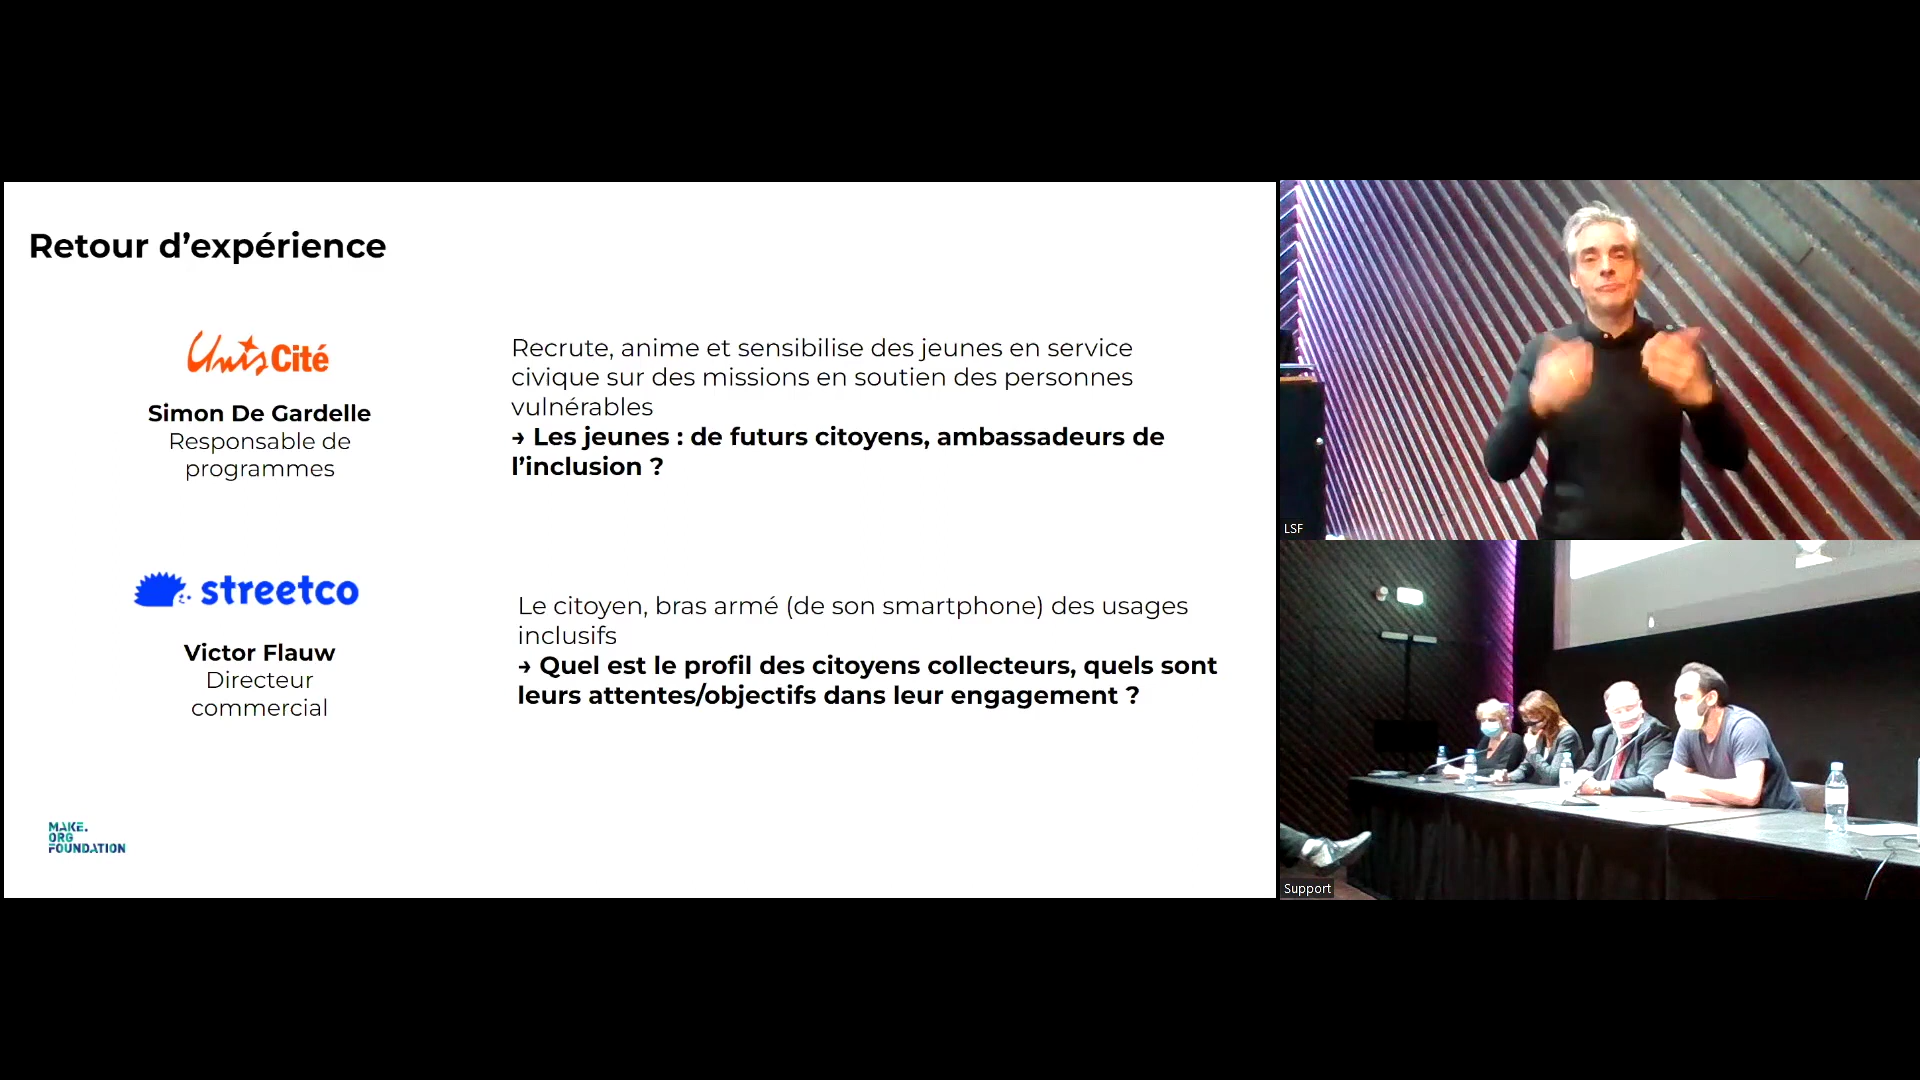 Retour d’expérience
Unis Cité
Simon De Gardelle
Responsable de
programmes
Recrute, anime et sensibilise des jeunes en service
civique sur des missions en soutien des personnes
vulnérables
→ Les jeunes : de futurs citoyens, ambassadeurs de
l’inclusion ?
streetco
Victor Flauw
Directeur
commercial
Le citoyen, bras armé (de son smartphone) des usages
inclusifs
→ Quel est le profil des citoyens collecteurs, quels sont
leurs attentes/objectifs dans leur engagement ?
MAKE.
ORG
FOUNDATION
LSF
Support